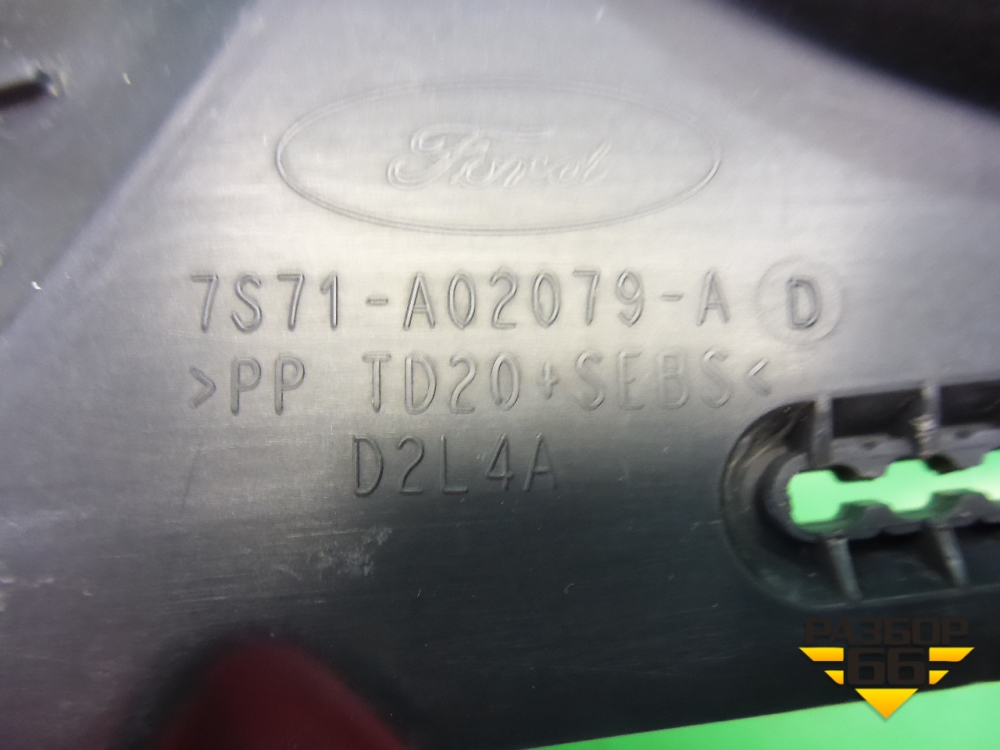 Ford
7S71-A02079-A D
>PP TD20+SEBS<
D2L4A
РАЗБОР
66